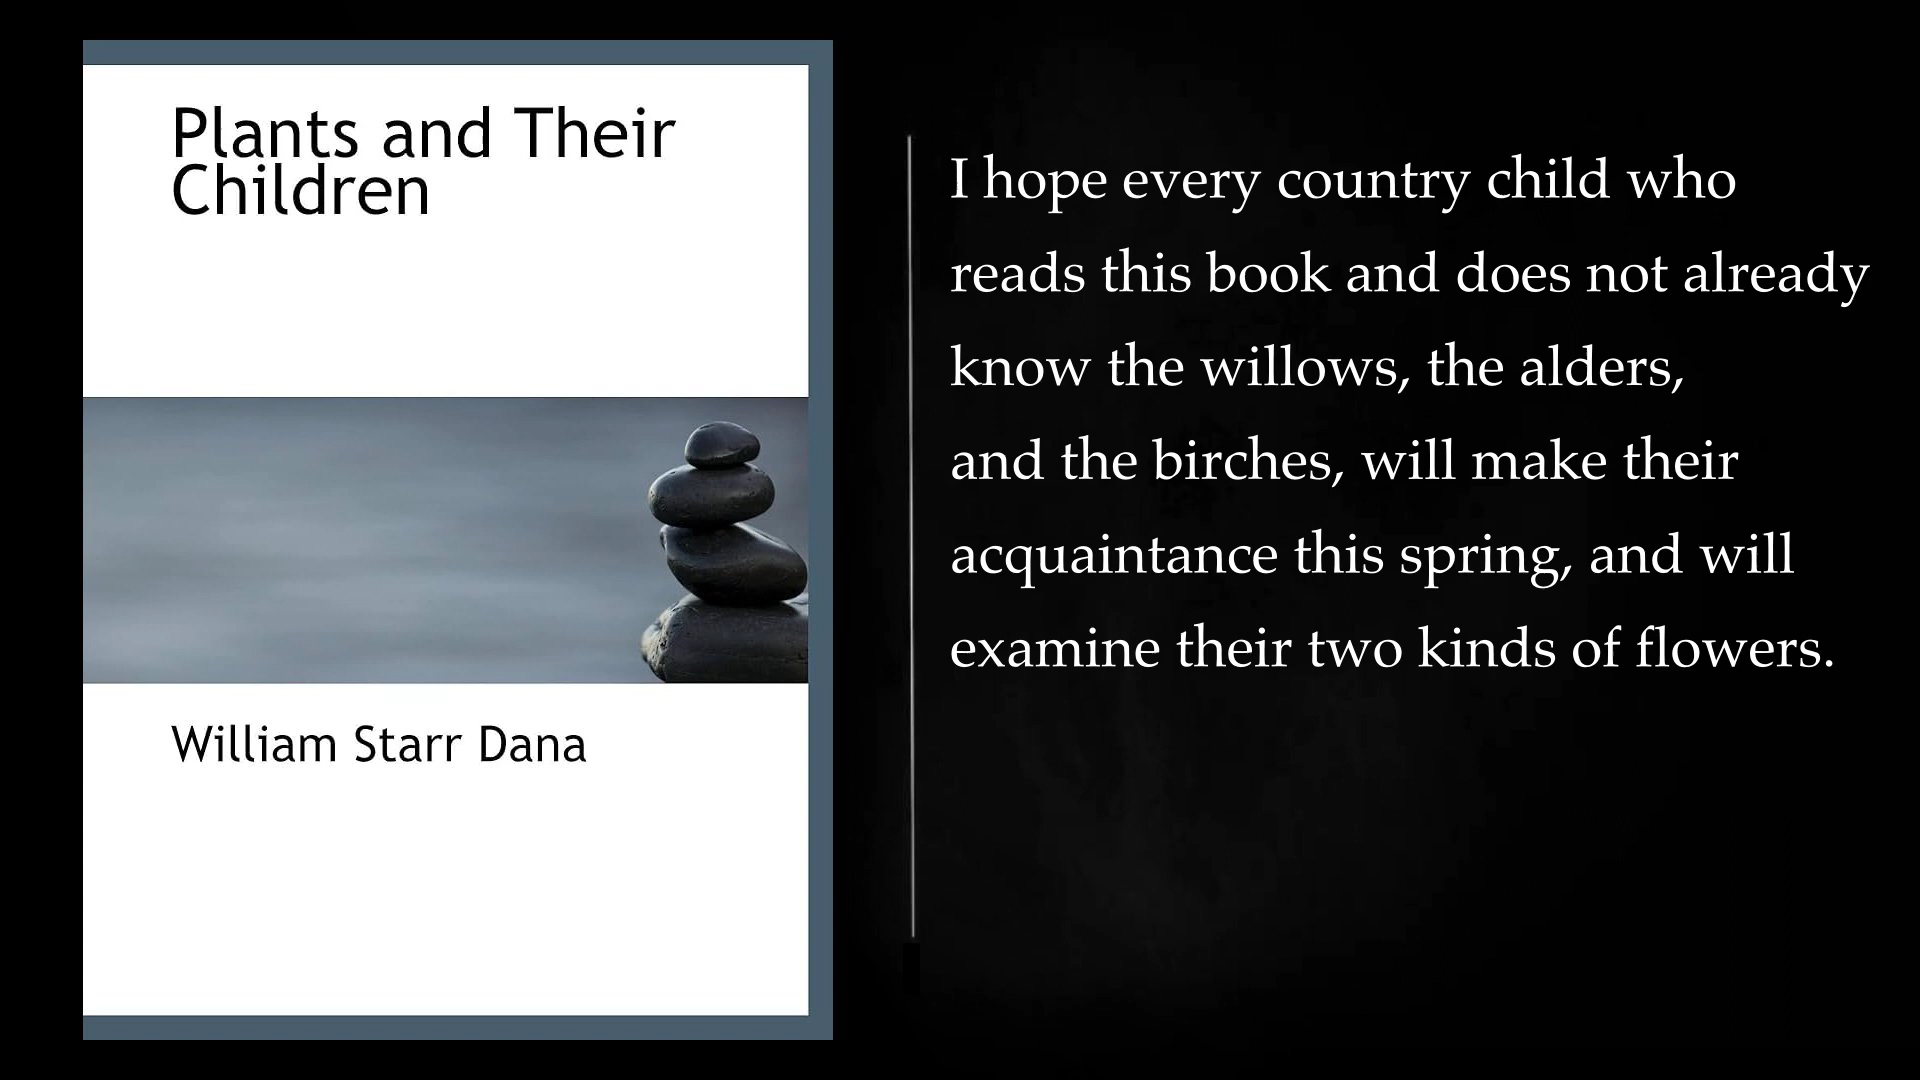 Plants and Their
Children
William Starr Dana
I hope every country child who
reads this book and does not already
know the willows, the alders,
and the birches, will make their
acquaintance this spring, and will
examine their two kinds of flowers.